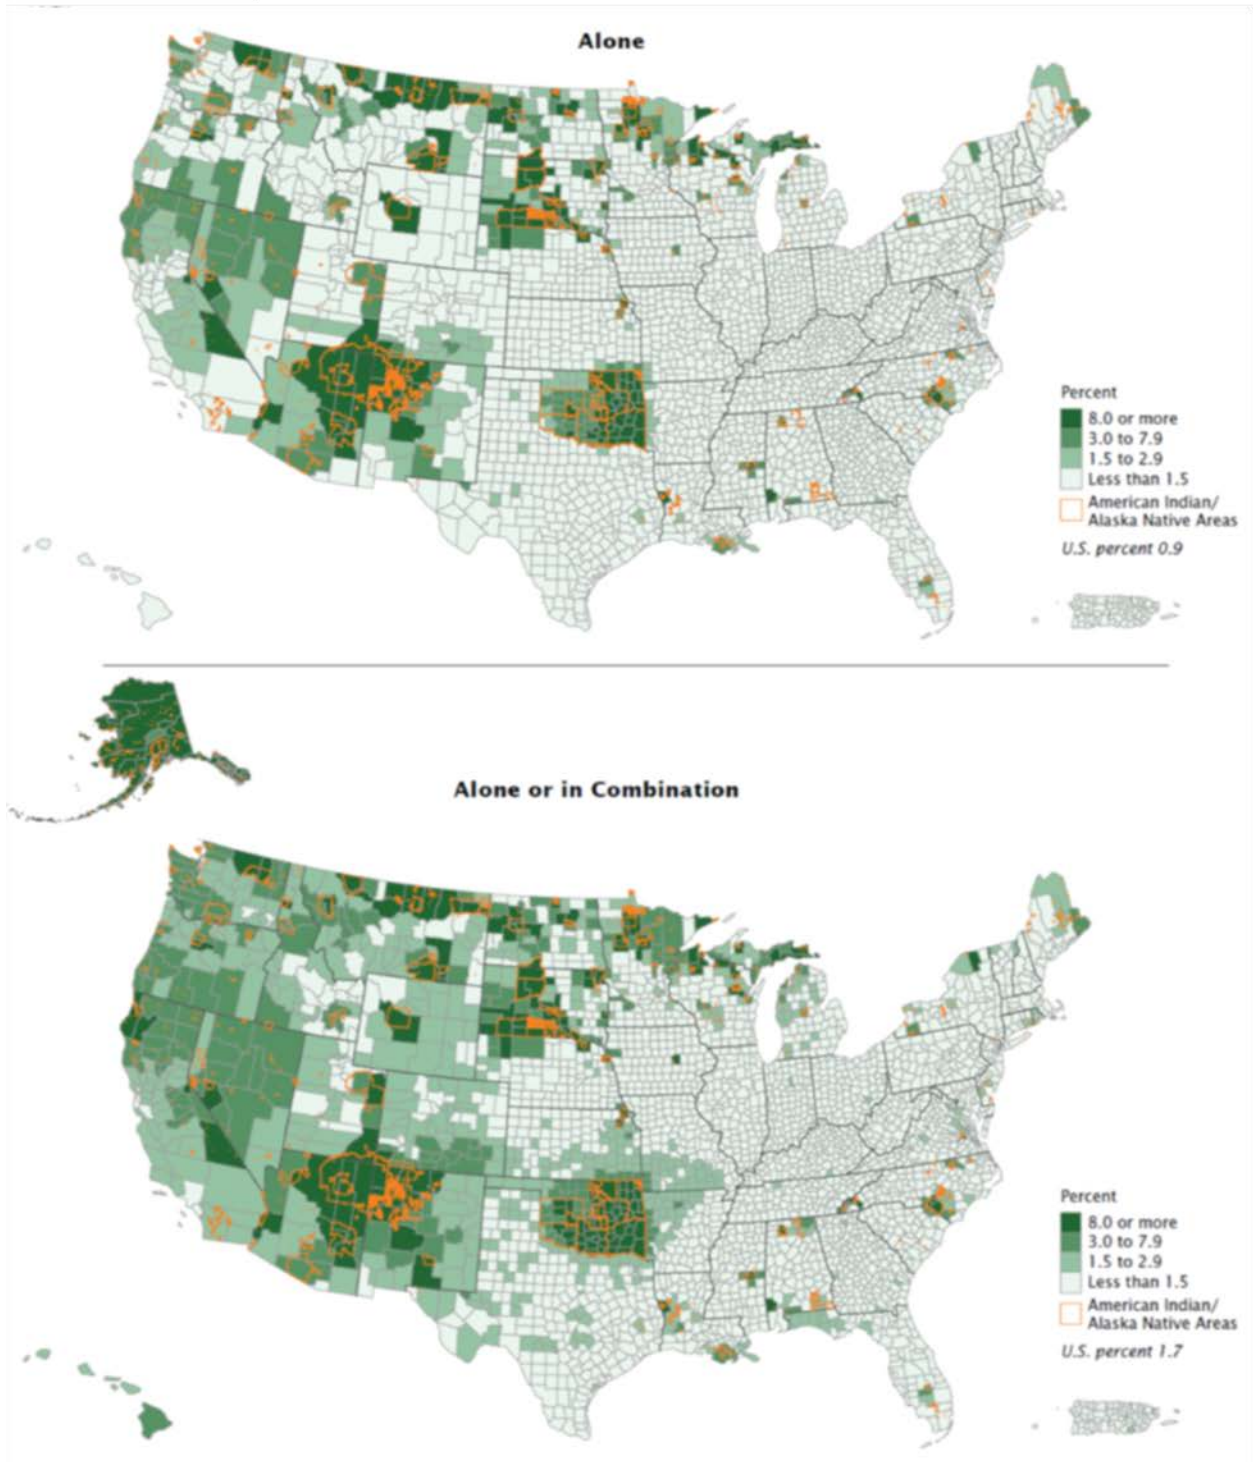 Alone
Percent
8.0 or more
3.0 to 7.9
1.5 to 2.9
Less than 1.5
American Indian/
Alaska Native Areas
U.S. percent 0.9
Alone or in Combination
Percent
8.0 or more
3.0 to 7.9
1.5 to 2.9
Less than 1.5
American Indian/
Alaska Native Areas
U.S. percent 1.7